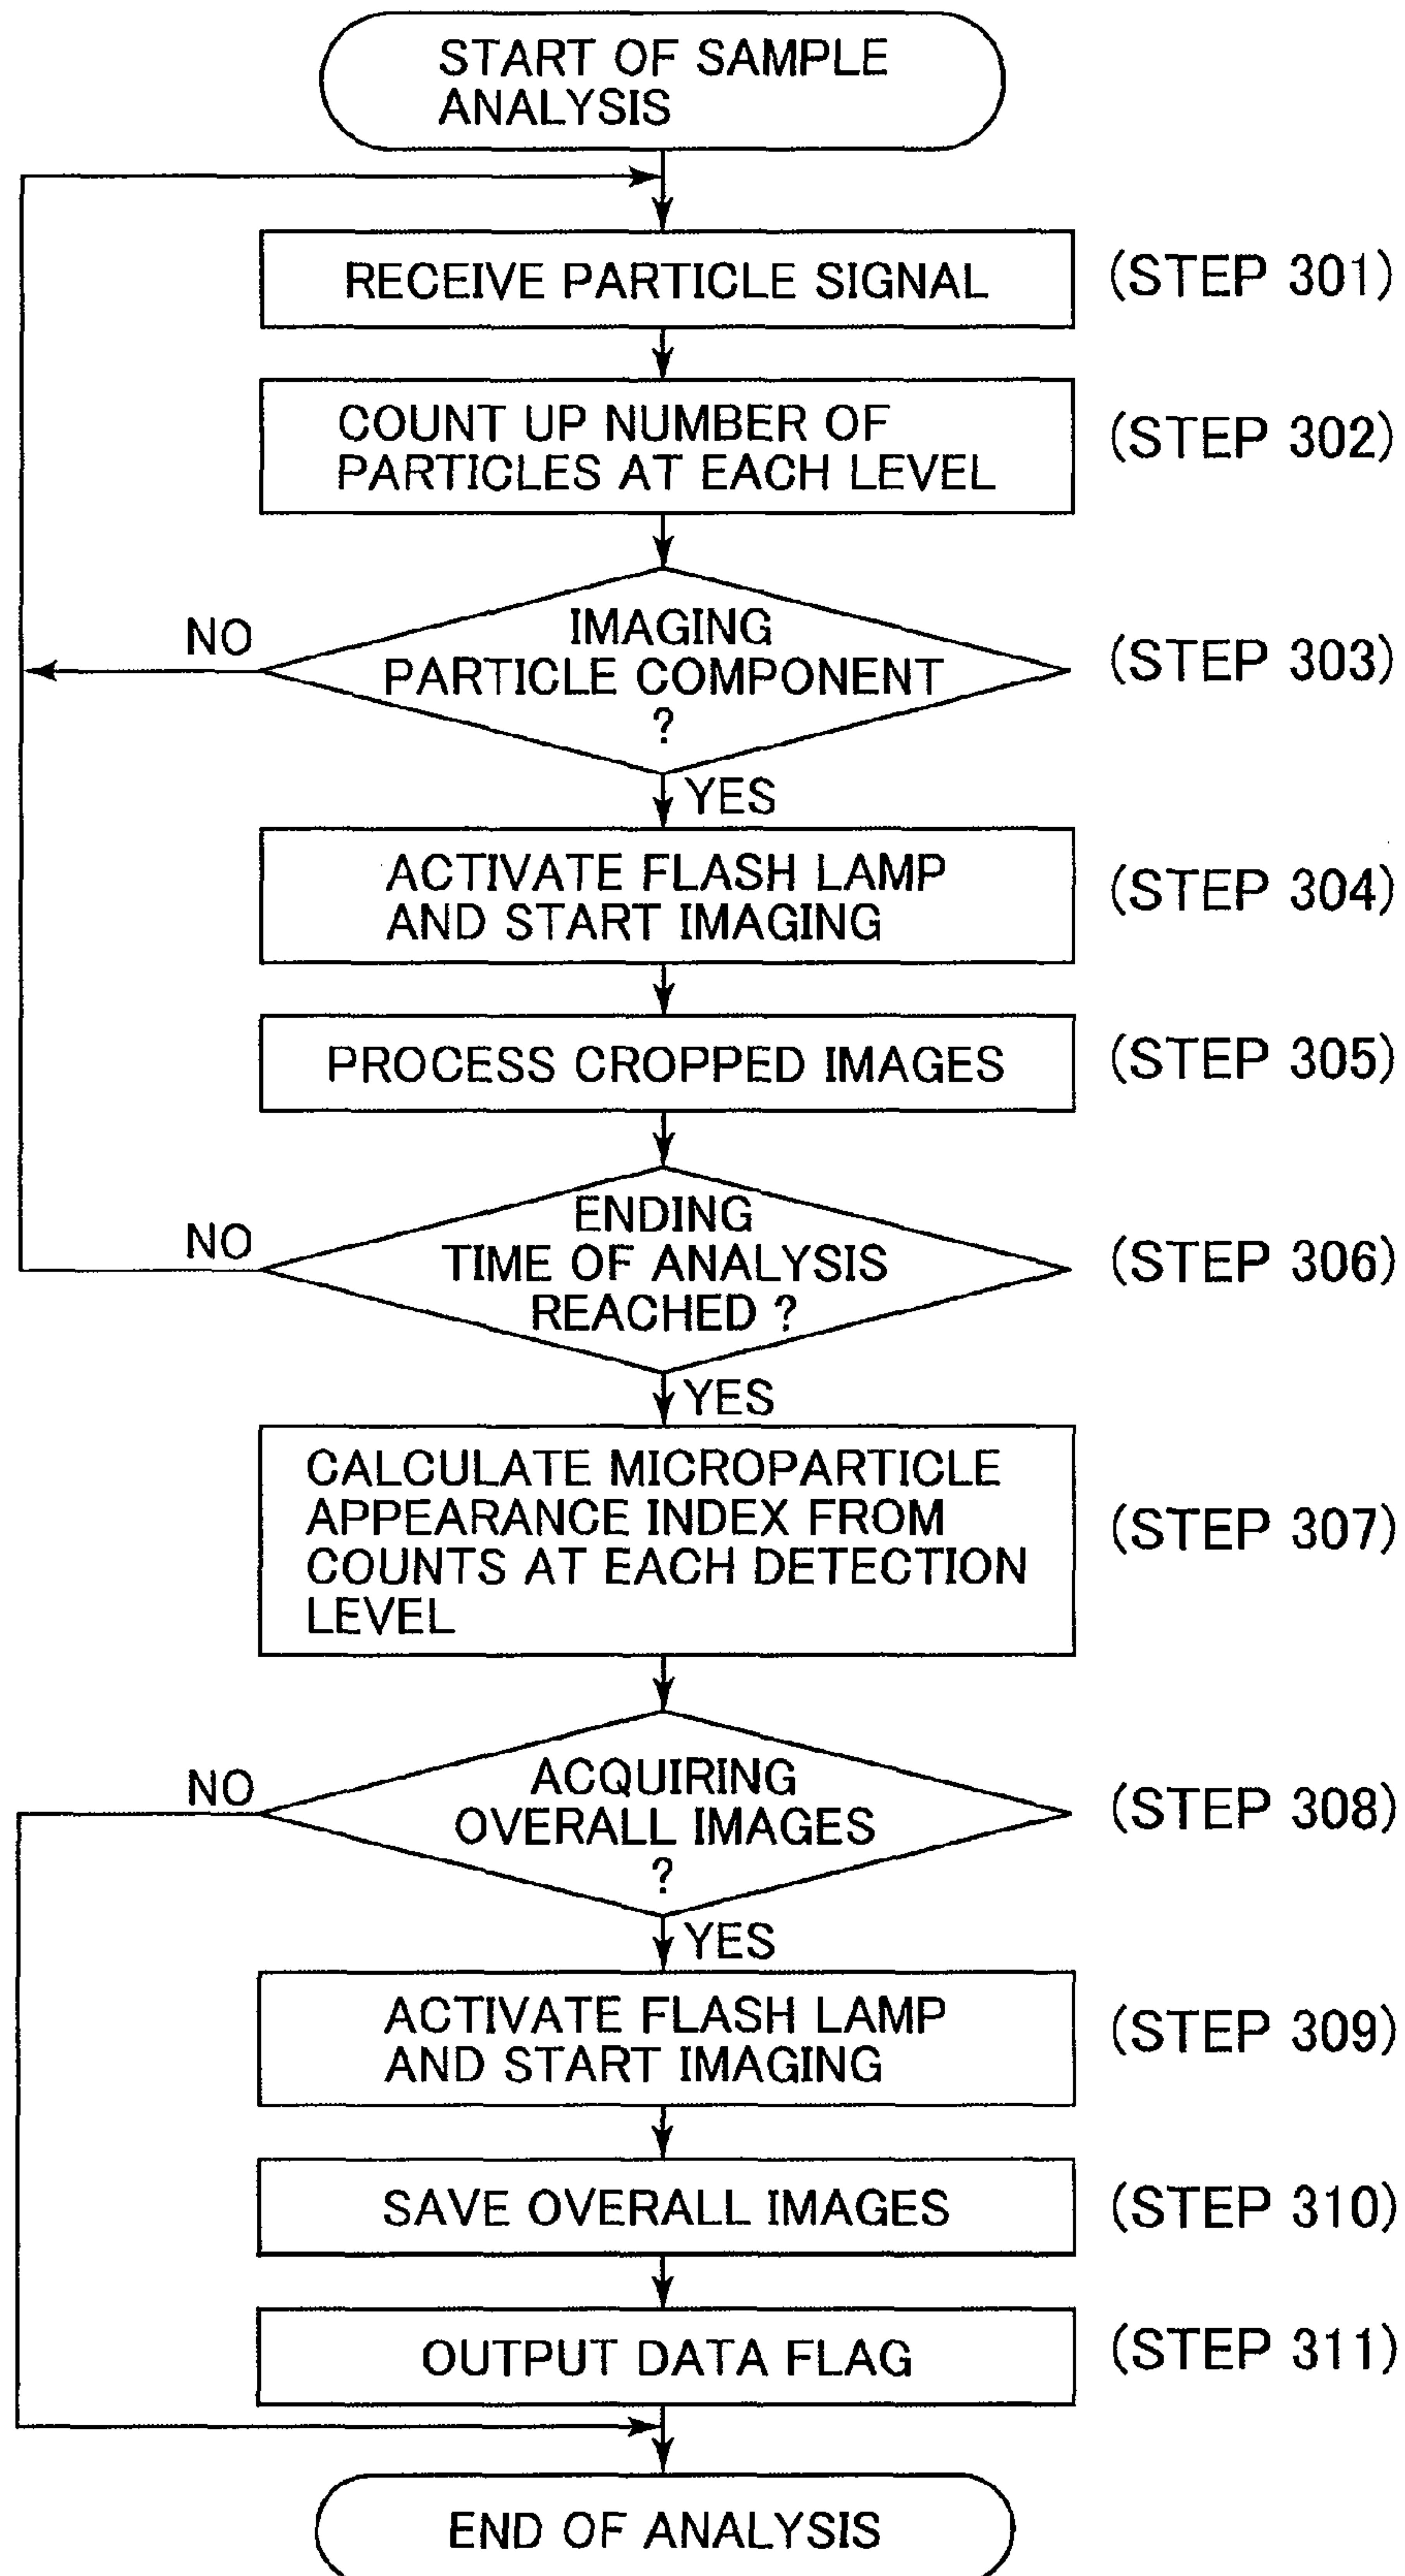 START OF SAMPLE
ANALYSIS
RECEIVE PARTICLE SIGNAL
(STEP 301)
COUNT UP NUMBER OF
PARTICLES AT EACH LEVEL
(STEP 302)
IMAGING
PARTICLE COMPONENT
?
NO
(STEP 303)
YES
ACTIVATE FLASH LAMP
AND START IMAGING
(STEP 304)
PROCESS CROPPED IMAGES
(STEP 305)
ENDING
TIME OF ANALYSIS
REACHED ?
NO
(STEP 306)
YES
CALCULATE MICROPARTICLE
APPEARANCE INDEX FROM
COUNTS AT EACH DETECTION
LEVEL
(STEP 307)
ACQUIRING
OVERALL IMAGES
?
NO
(STEP 308)
YES
ACTIVATE FLASH LAMP
AND START IMAGING
(STEP 309)
SAVE OVERALL IMAGES
(STEP 310)
OUTPUT DATA FLAG
(STEP 311)
END OF ANALYSIS